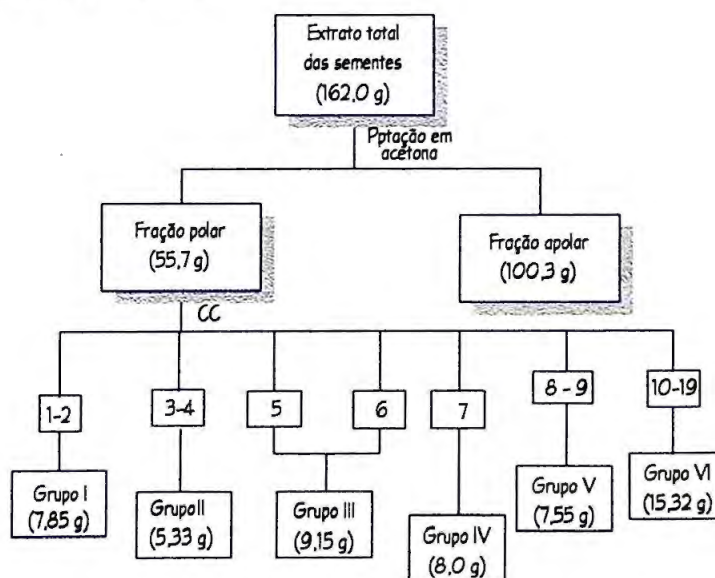 Extrato total
das sementes
(162,0 g)
Pptação em
acetona
Fração polar
(55,7 g)
Fração apolar
(100,3 g)
CC
1-2
3-4
5
6
7
8 - 9
10-19
Grupo I
(7,85 g)
Grupo II
(5,33 g)
Grupo III
(9,15 g)
Grupo IV
(8,0 g)
Grupo V
(7,55 g)
Grupo VI
(15,32 g)